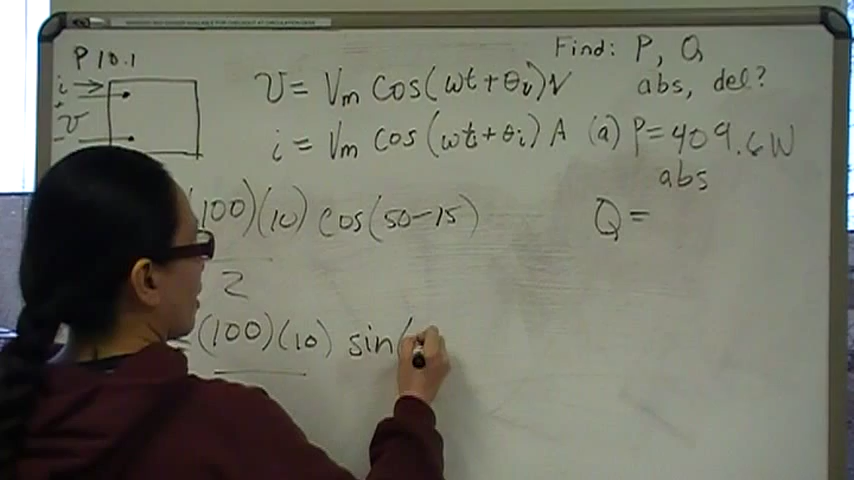 P 10.1
Find: P, Q
abs, del?
i
+
v
-
v = Vm cos(ωt + θv) V
i = Vm cos(ωt + θi) A
(a) P = 409.6 W
abs
(100)(10) cos(50-15)
2
Q =
(100)(10) sin(